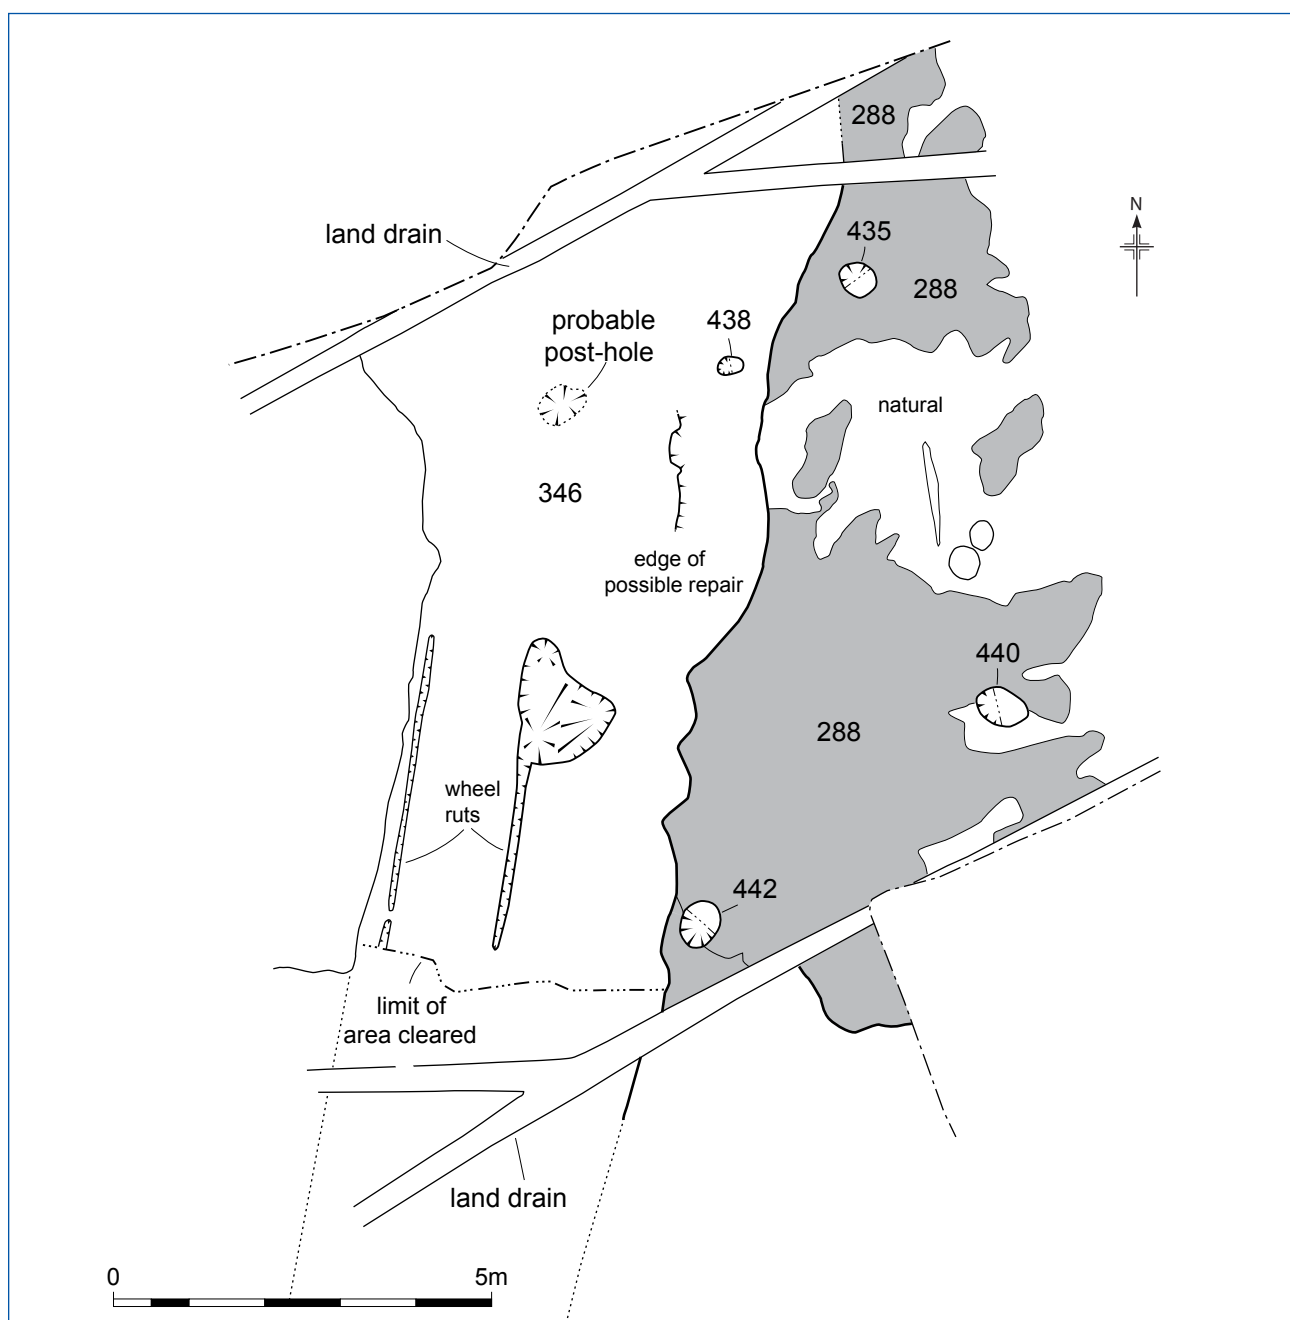 288
N
land drain
435
288
probable
post-hole
438
natural
346
edge of
possible repair
440
288
wheel
ruts
442
limit of
area cleared
land drain
0
5m